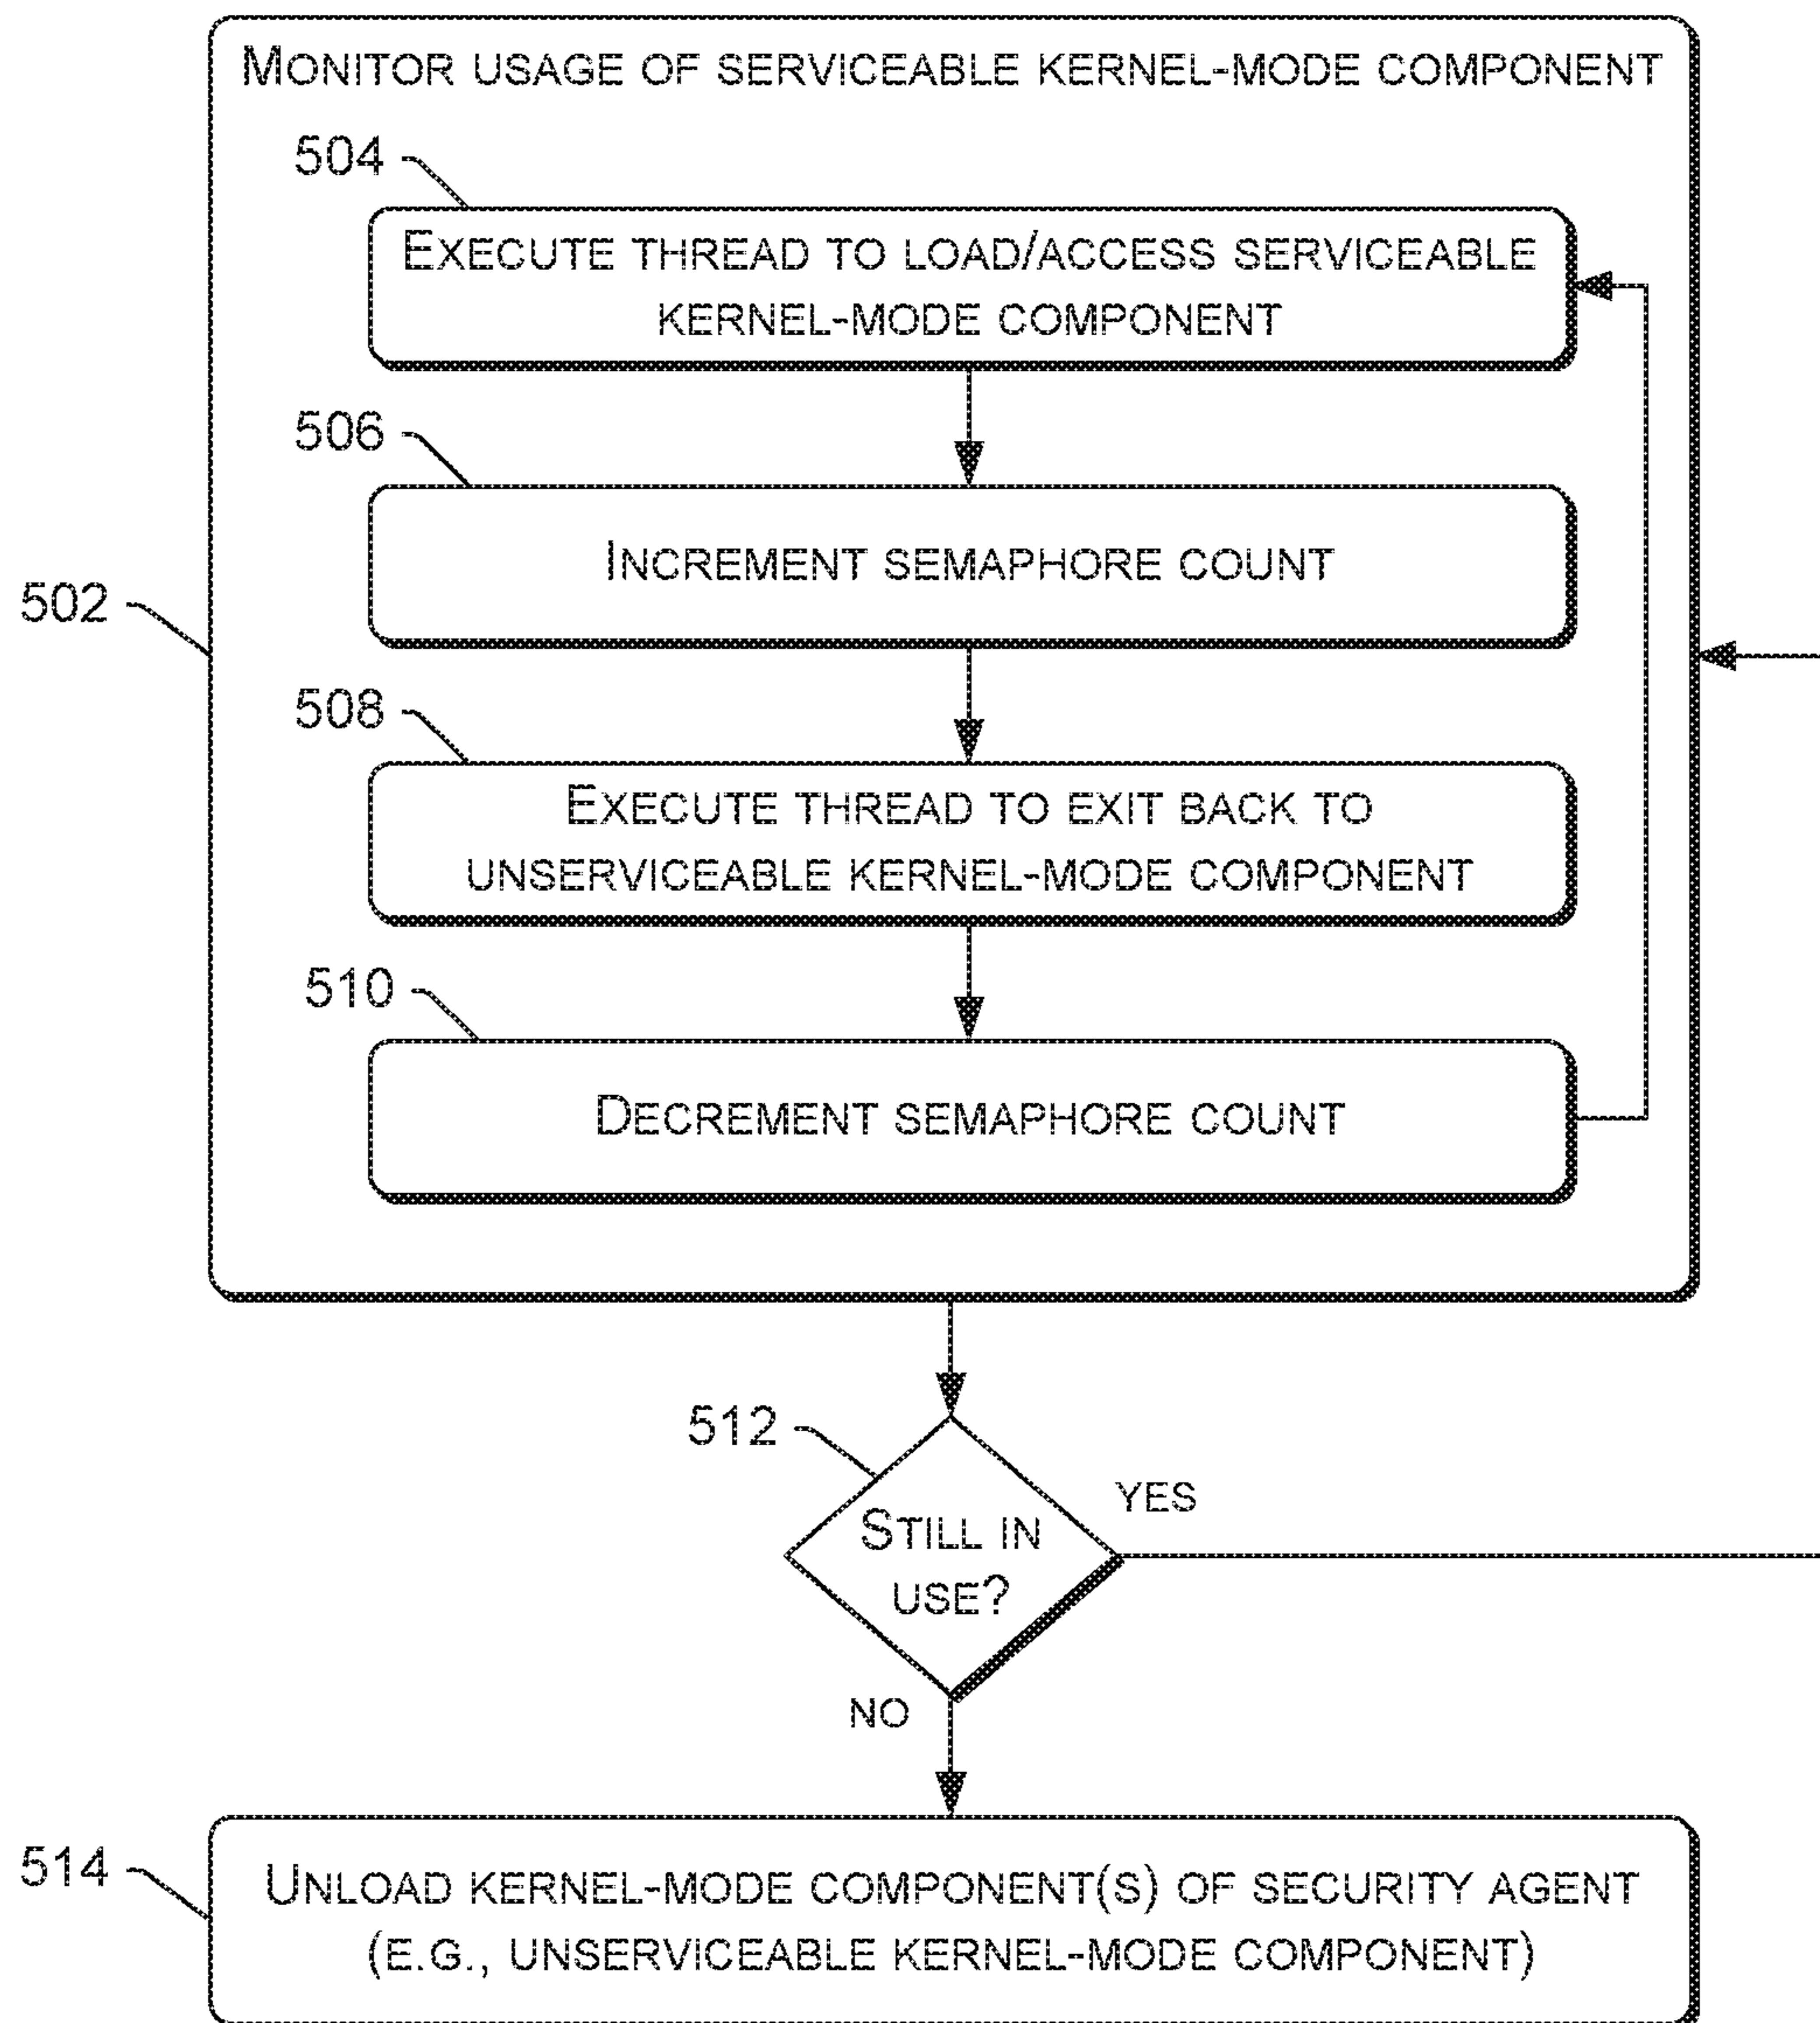 MONITOR USAGE OF SERVICEABLE KERNEL-MODE COMPONENT
504
EXECUTE THREAD TO LOAD/ACCESS SERVICEABLE
KERNEL-MODE COMPONENT
506
INCREMENT SEMAPHORE COUNT
502
508
EXECUTE THREAD TO EXIT BACK TO
UNSERVICEABLE KERNEL-MODE COMPONENT
510
DECREMENT SEMAPHORE COUNT
512
STILL IN
USE?
YES
NO
514
UNLOAD KERNEL-MODE COMPONENT(S) OF SECURITY AGENT
(E.G., UNSERVICEABLE KERNEL-MODE COMPONENT)